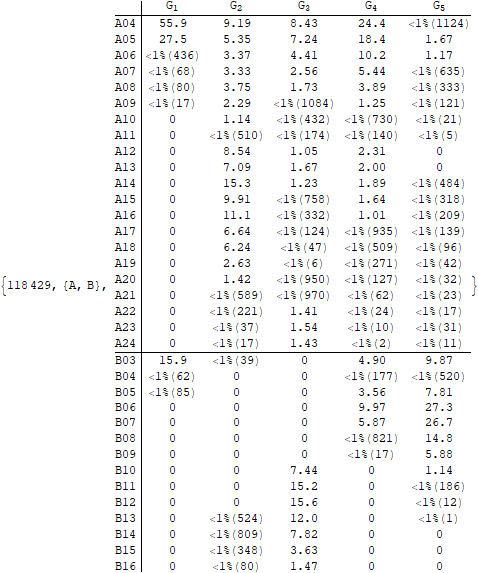 G1 G2 G3 G4 G5
A04 55.9 9.19 8.43 24.4 <1%(1124)
A05 27.5 5.35 7.24 18.4 1.67
A06 <1%(436) 3.37 4.41 10.2 1.17
A07 <1%(68) 3.33 2.56 5.44 <1%(635)
A08 <1%(80) 3.75 1.73 3.89 <1%(333)
A09 <1%(17) 2.29 <1%(1084) 1.25 <1%(121)
A10 0 1.14 <1%(432) <1%(730) <1%(21)
A11 0 <1%(510) <1%(174) <1%(140) <1%(5)
A12 0 8.54 1.05 2.31 0
A13 0 7.09 1.67 2.00 0
A14 0 15.3 1.23 1.89 <1%(484)
A15 0 9.91 <1%(758) 1.64 <1%(318)
A16 0 11.1 <1%(332) 1.01 <1%(209)
A17 0 6.64 <1%(124) <1%(935) <1%(139)
A18 0 6.24 <1%(47) <1%(509) <1%(96)
A19 0 2.63 <1%(6) <1%(271) <1%(42)
A20 0 1.42 <1%(950) <1%(127) <1%(32)
{118429, {A, B}, A21 0 <1%(589) <1%(970) <1%(62) <1%(23) }
A22 0 <1%(221) 1.41 <1%(24) <1%(17)
A23 0 <1%(37) 1.54 <1%(10) <1%(31)
A24 0 <1%(17) 1.43 <1%(2) <1%(11)
B03 15.9 <1%(39) 0 4.90 9.87
B04 <1%(62) 0 0 <1%(177) <1%(520)
B05 <1%(85) 0 0 3.56 7.81
B06 0 0 0 9.97 27.3
B07 0 0 0 5.87 26.7
B08 0 0 0 <1%(821) 14.8
B09 0 0 0 <1%(17) 5.88
B10 0 0 7.44 0 1.14
B11 0 0 15.2 0 <1%(186)
B12 0 0 15.6 0 <1%(12)
B13 0 <1%(524) 12.0 0 <1%(1)
B14 0 <1%(809) 7.82 0 0
B15 0 <1%(348) 3.63 0 0
B16 0 <1%(80) 1.47 0 0